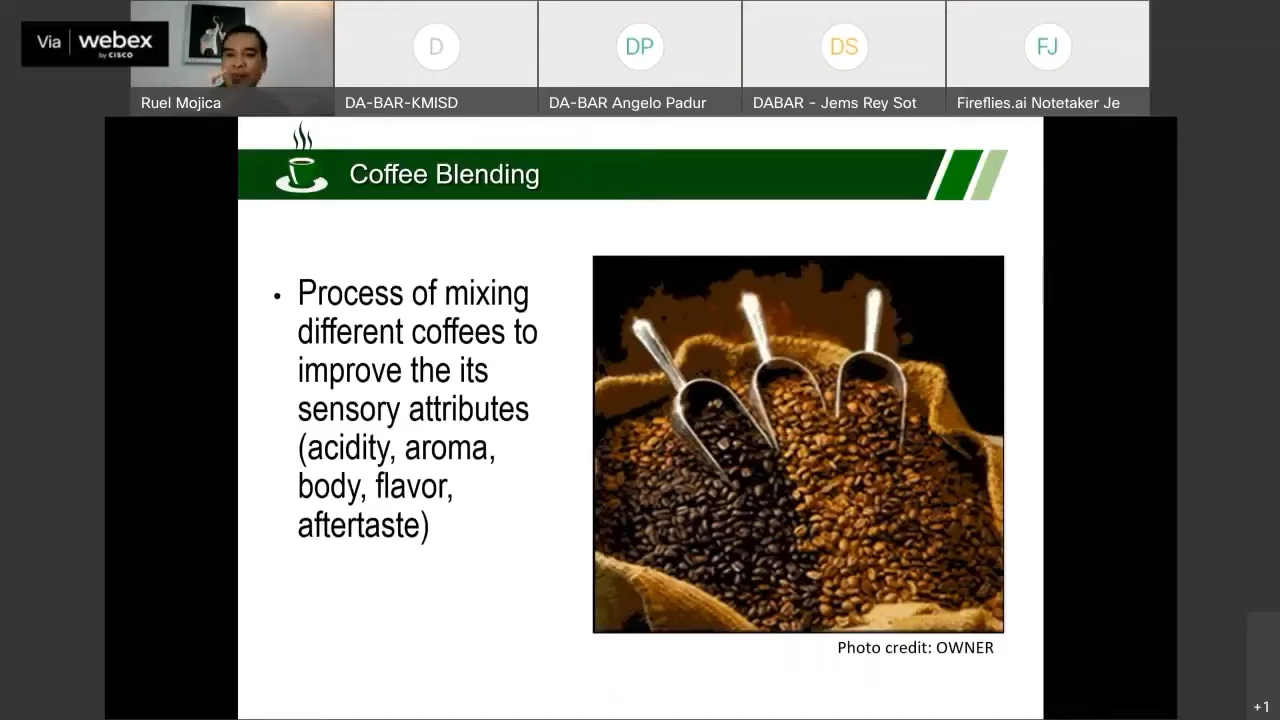 Via webex
by CISCO
D
DP
DS
FJ
Ruel Mojica
DA-BAR-KMISD
DA-BAR Angelo Padur
DABAR - Jems Rey Sot
Fireflies.ai Notetaker Je
Coffee Blending
• Process of mixing
different coffees to
improve the its
sensory attributes
(acidity, aroma,
body, flavor,
aftertaste)
Photo credit: OWNER
+1